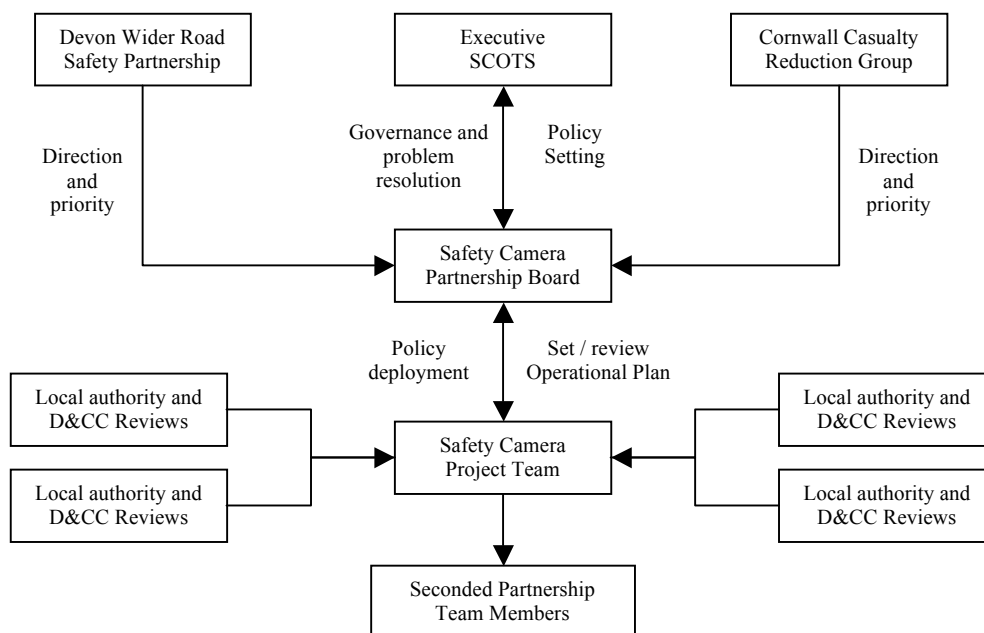 Devon Wider Road
Safety Partnership
Executive
SCOTS
Cornwall Casualty
Reduction Group
Direction
and
priority
Governance and
problem
resolution
Policy
Setting
Direction
and
priority
Safety Camera
Partnership Board
Policy
deployment
Set / review
Operational Plan
Local authority and
D&CC Reviews
Local authority and
D&CC Reviews
Safety Camera
Project Team
Local authority and
D&CC Reviews
Local authority and
D&CC Reviews
Seconded Partnership
Team Members